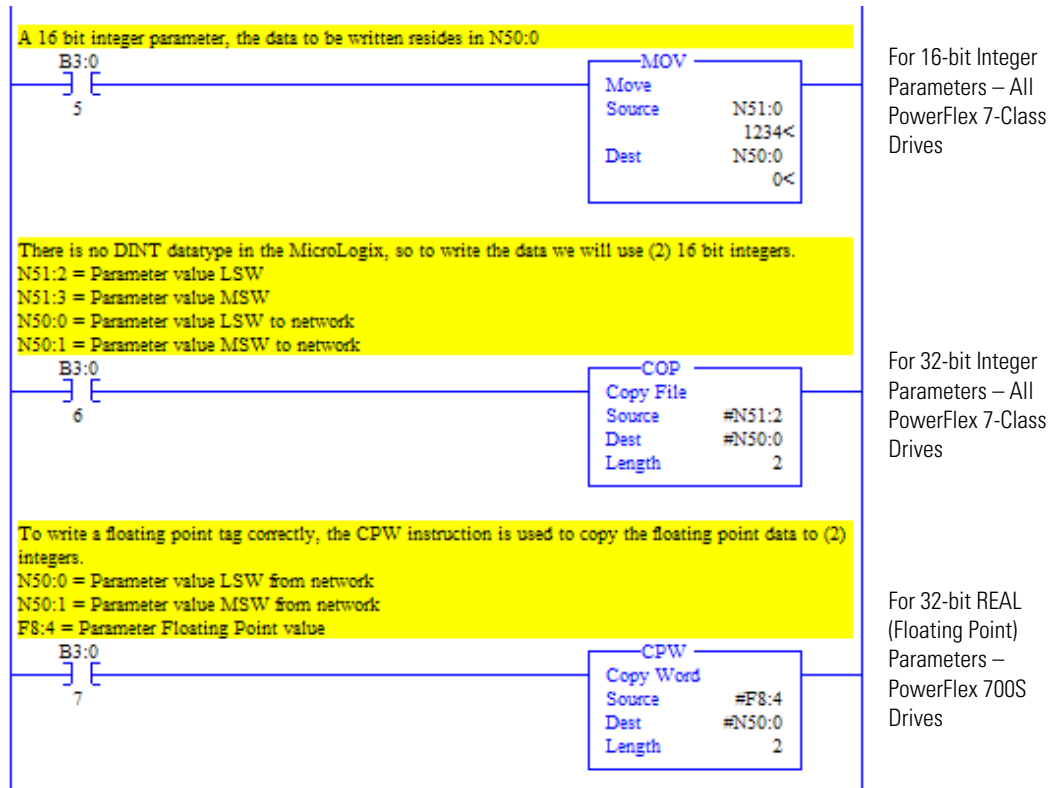 A 16 bit integer parameter, the data to be written resides in N50:0
B3:0
5
MOV
Move
Source N51:0
1234<
Dest N50:0
0<
For 16-bit Integer
Parameters – All
PowerFlex 7-Class
Drives
There is no DINT datatype in the MicroLogix, so to write the data we will use (2) 16 bit integers.
N51:2 = Parameter value LSW
N51:3 = Parameter value MSW
N50:0 = Parameter value LSW to network
N50:1 = Parameter value MSW to network
B3:0
6
COP
Copy File
Source #N51:2
Dest #N50:0
Length 2
For 32-bit Integer
Parameters – All
PowerFlex 7-Class
Drives
To write a floating point tag correctly, the CPW instruction is used to copy the floating point data to (2)
integers.
N50:0 = Parameter value LSW from network
N50:1 = Parameter value MSW from network
F8:4 = Parameter Floating Point value
B3:0
7
CPW
Copy Word
Source #F8:4
Dest #N50:0
Length 2
For 32-bit REAL
(Floating Point)
Parameters –
PowerFlex 700S
Drives